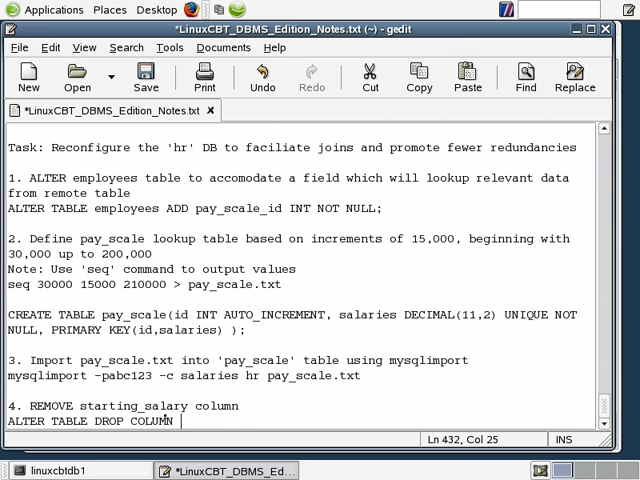 Applications Places Desktop
*LinuxCBT_DBMS_Edition_Notes.txt (~) - gedit
File Edit View Search Tools Documents Help
New Open Save Print Undo Redo Cut Copy Paste Find Replace
*LinuxCBT_DBMS_Edition_Notes.txt
Task: Reconfigure the 'hr' DB to faciliate joins and promote fewer redundancies
1. ALTER employees table to accomodate a field which will lookup relevant data
from remote table
ALTER TABLE employees ADD pay_scale_id INT NOT NULL;
2. Define pay_scale lookup table based on increments of 15,000, beginning with
30,000 up to 200,000
Note: Use 'seq' command to output values
seq 30000 15000 210000 > pay_scale.txt
CREATE TABLE pay_scale(id INT AUTO_INCREMENT, salaries DECIMAL(11,2) UNIQUE NOT
NULL, PRIMARY KEY(id,salaries) );
3. Import pay_scale.txt into 'pay_scale' table using mysqlimport
mysqlimport -pabc123 -c salaries hr pay_scale.txt
4. REMOVE starting_salary column
ALTER TABLE DROP COLUMN
Ln 432, Col 25 INS
linuxcbtdb1 *LinuxCBT_DBMS_Ed...